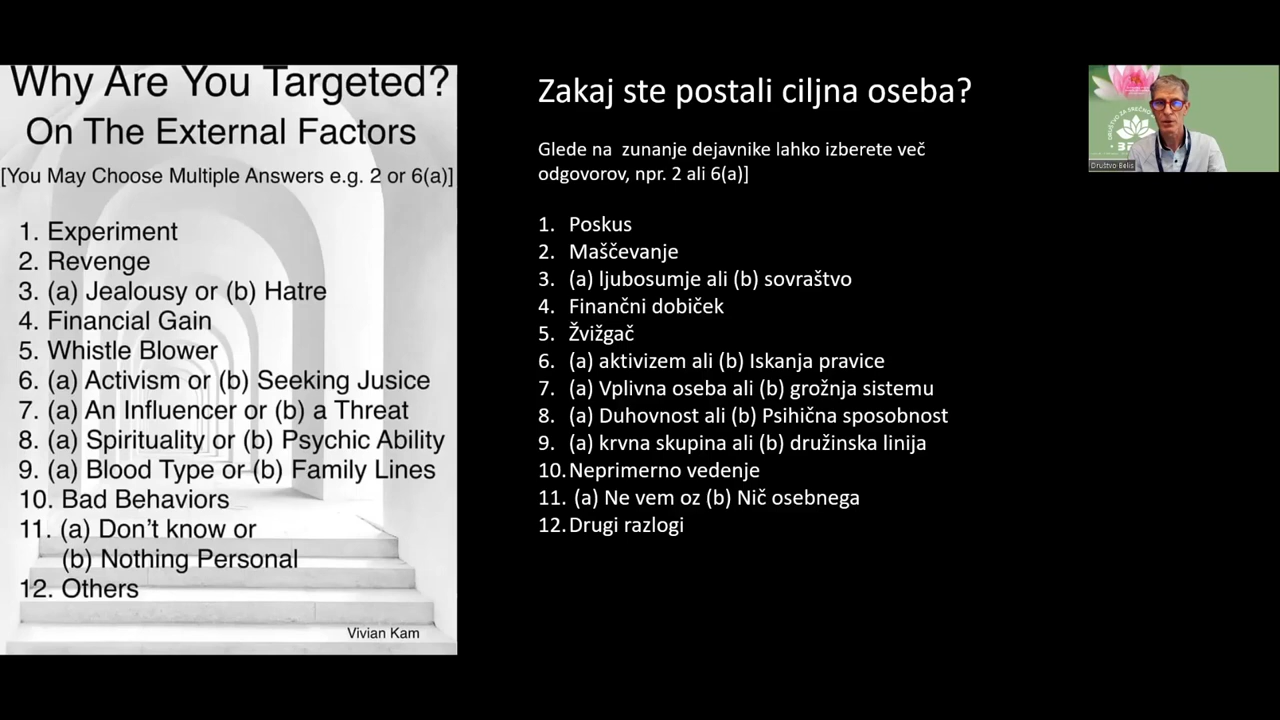 Why Are You Targeted?
On The External Factors
[You May Choose Multiple Answers e.g. 2 or 6(a)]
1. Experiment
2. Revenge
3. (a) Jealousy or (b) Hatre
4. Financial Gain
5. Whistle Blower
6. (a) Activism or (b) Seeking Jusice
7. (a) An Influencer or (b) a Threat
8. (a) Spirituality or (b) Psychic Ability
9. (a) Blood Type or (b) Family Lines
10. Bad Behaviors
11. (a) Don't know or
(b) Nothing Personal
12. Others
Vivian Kam
Zakaj ste postali ciljna oseba?
Glede na zunanje dejavnike lahko izberete več
odgovorov, npr. 2 ali 6(a)]
1. Poskus
2. Maščevanje
3. (a) ljubosumje ali (b) sovraštvo
4. Finančni dobiček
5. Žvižgač
6. (a) aktivizem ali (b) Iskanja pravice
7. (a) Vplivna oseba ali (b) grožnja sistemu
8. (a) Duhovnost ali (b) Psihična sposobnost
9. (a) krvna skupina ali (b) družinska linija
10. Neprimerno vedenje
11. (a) Ne vem oz (b) Nič osebnega
12. Drugi razlogi
Društvo Belis